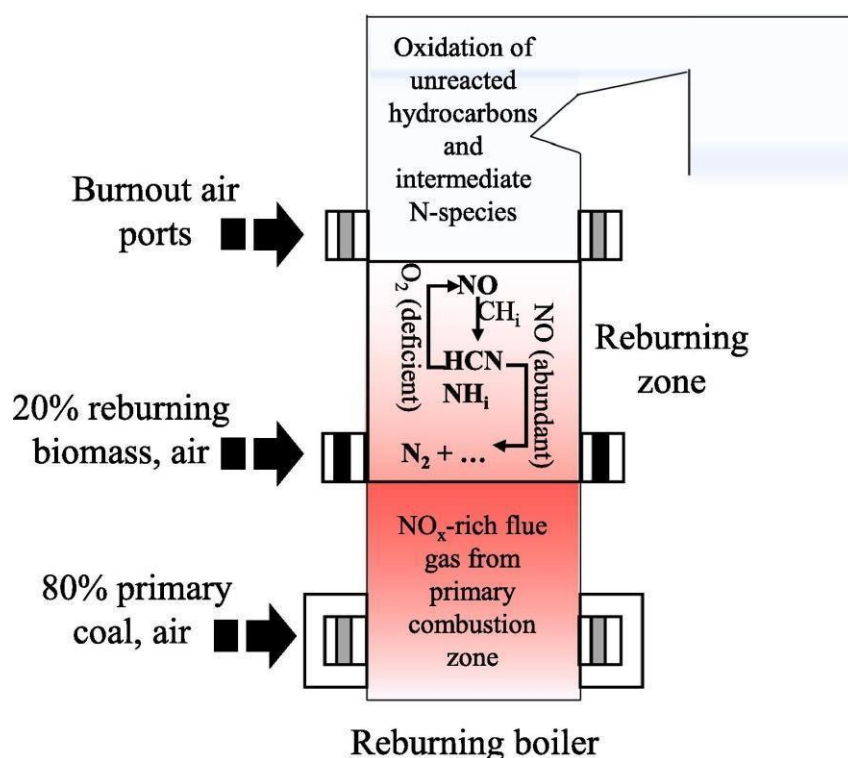 Oxidation of
unreacted
hydrocarbons
and
intermediate
N-species
Burnout air
ports
O₂ (deficient)
NO
CHᵢ
HCN
NHᵢ
N₂ + …
NO (abundant)
Reburning
zone
20% reburning
biomass, air
NOₓ-rich flue
gas from
primary
combustion
zone
80% primary
coal, air
Reburning boiler